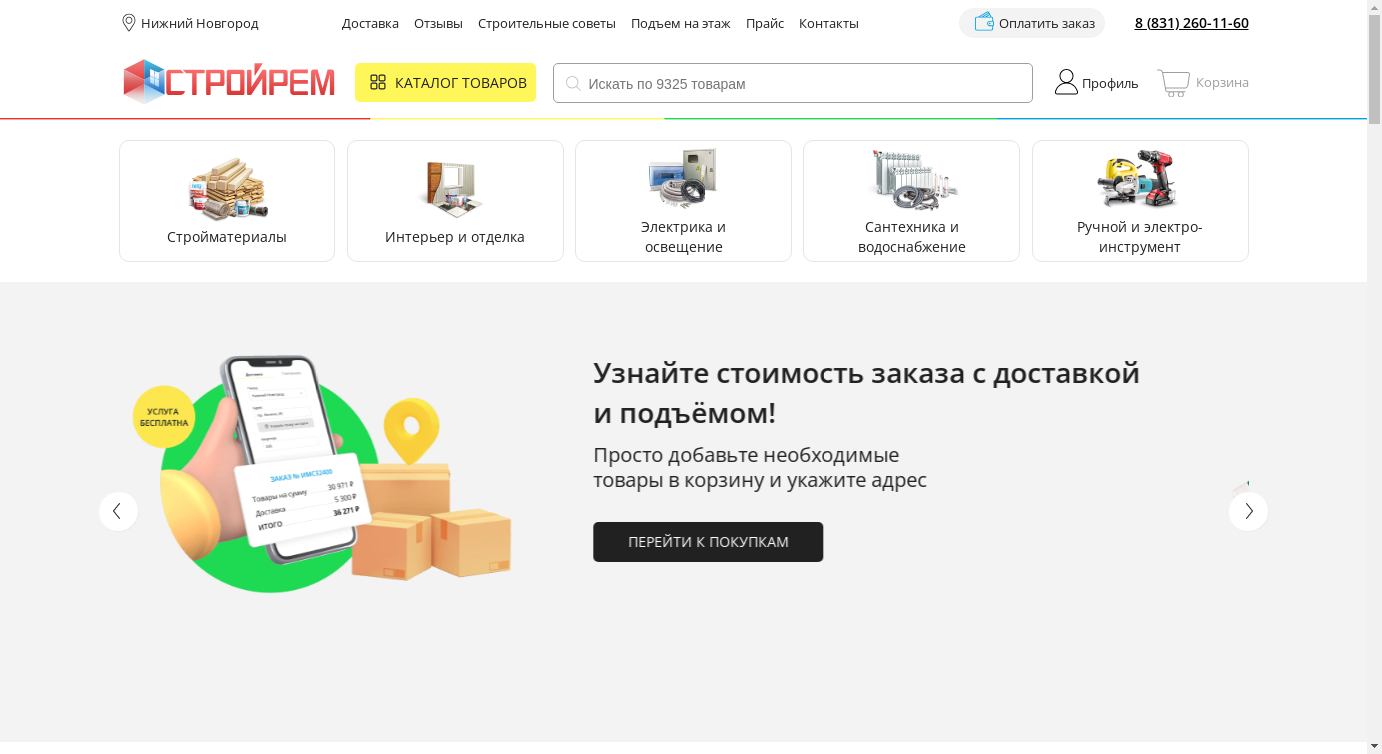 Нижний Новгород
Доставка
Отзывы
Строительные советы
Подъем на этаж
Прайс
Контакты
Оплатить заказ
8 (831) 260-11-60
СТРОЙРЕМ
КАТАЛОГ ТОВАРОВ
Искать по 9325 товарам
Профиль
Корзина
Стройматериалы
Интерьер и отделка
Электрика и
освещение
Сантехника и
водоснабжение
Ручной и электро-
инструмент
УСЛУГА
БЕСПЛАТНА
Доставка
ЗАКАЗ № ИМС32400
Товары на сумму 30 971 ₽
Доставка 5 300 ₽
ИТОГО 36 271 ₽
Узнайте стоимость заказа с доставкой
и подъёмом!
Просто добавьте необходимые
товары в корзину и укажите адрес
ПЕРЕЙТИ К ПОКУПКАМ